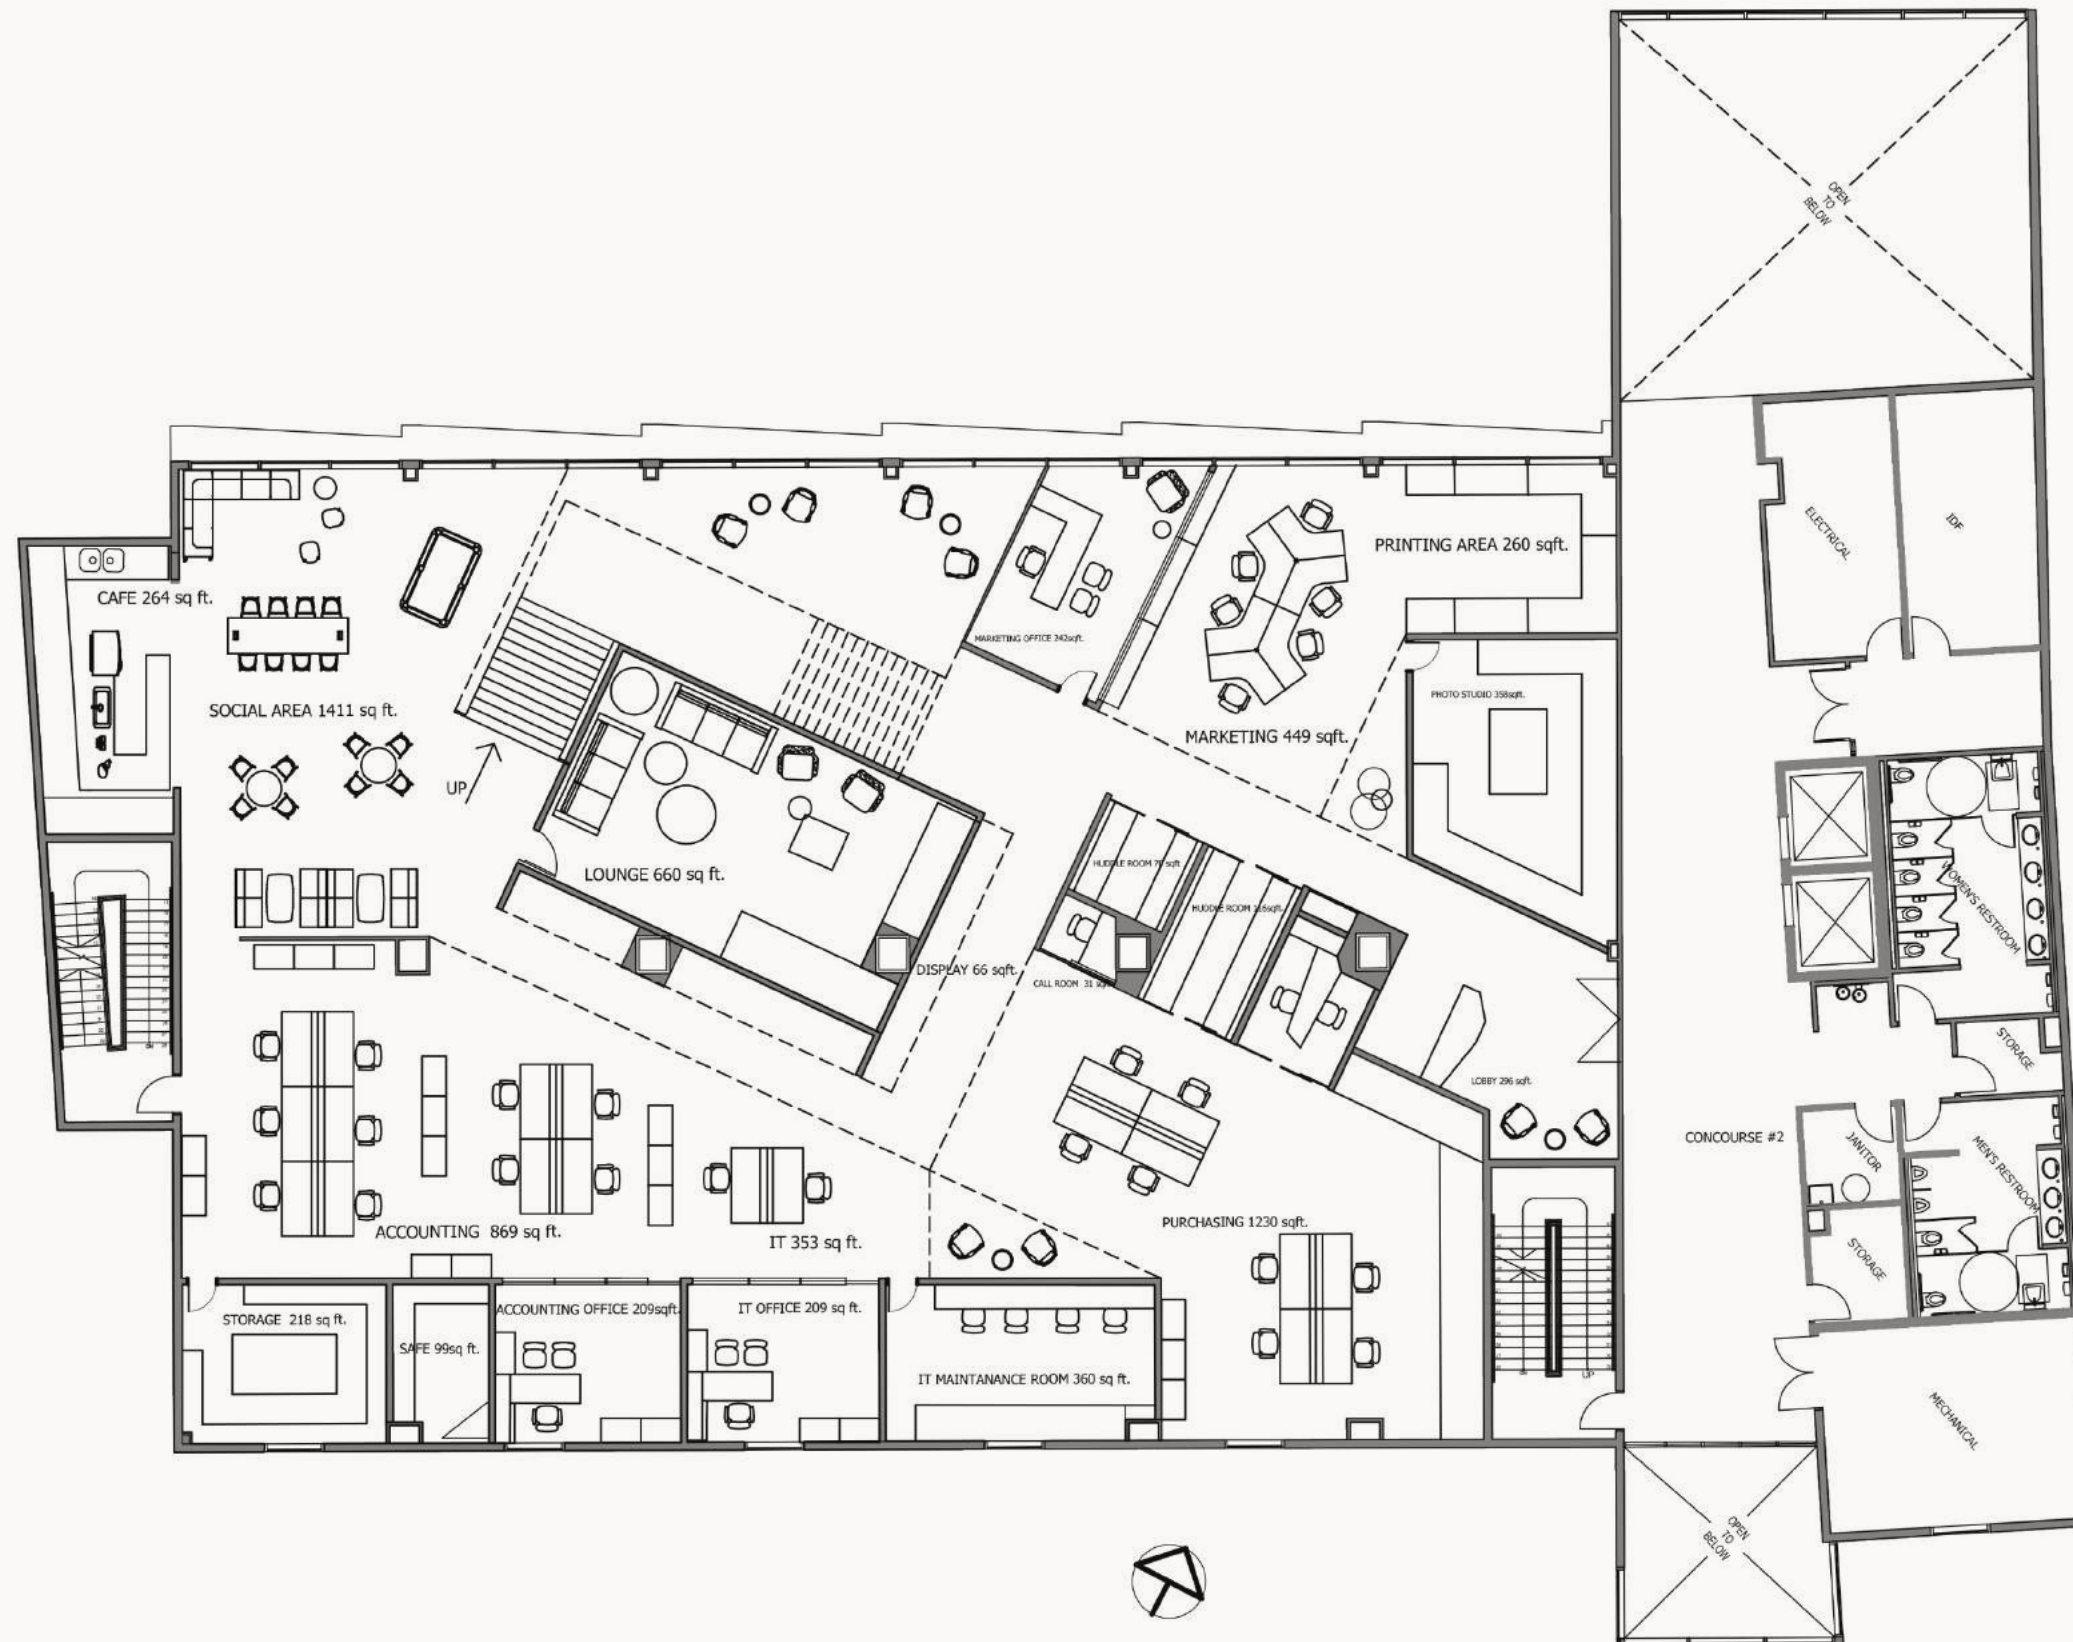 OPEN
TO
BELOW
ELECTRICAL
IDF
CAFE 264 sq ft.
PRINTING AREA 260 sqft.
MARKETING OFFICE 242sqft.
PHOTO STUDIO 358sqft.
SOCIAL AREA 1411 sq ft.
MARKETING 449 sqft.
UP
LOUNGE 660 sq ft.
HUDDLE ROOM
sqft
HUDDLE ROOM 116sqft.
WOMEN'S RESTROOM
DISPLAY 66 sqft.
CALL ROOM 31
STORAGE
LOBBY 296 sqft.
CONCOURSE #2
JANITOR
MEN'S RESTROOM
ACCOUNTING 869 sq ft.
IT 353 sq ft.
PURCHASING 1230 sqft.
STORAGE
STORAGE 218 sq ft.
SAFE 99sq ft.
ACCOUNTING OFFICE 209sqft.
IT OFFICE 209 sq ft.
IT MAINTANANCE ROOM 360 sq ft.
MECHANICAL
OPEN
TO
BELOW